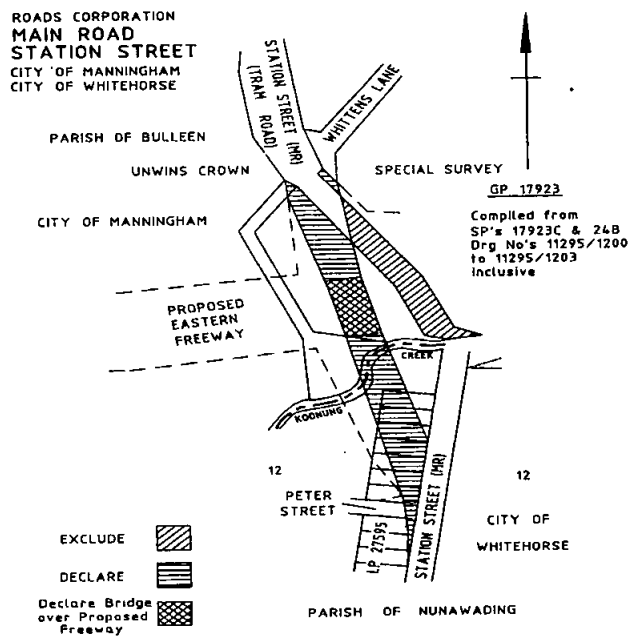 ROADS CORPORATION
MAIN ROAD
STATION STREET
CITY OF MANNINGHAM
CITY OF WHITEHORSE
STATION STREET (MR)
(TRAM ROAD)
WHITTENS LANE
PARISH OF BULLEEN
UNWINS CROWN
SPECIAL SURVEY
GP 17923
CITY OF MANNINGHAM
Compiled from
SP's 17923C & 24B
Drg No's 11295/1200
to 11295/1203
inclusive
PROPOSED
EASTERN
FREEWAY
KOONUNG
CREEK
12
12
PETER
STREET
LP 27595
STATION STREET (MR)
CITY OF
WHITEHORSE
EXCLUDE
DECLARE
Declare Bridge
over Proposed
Freeway
PARISH OF NUNAWADING